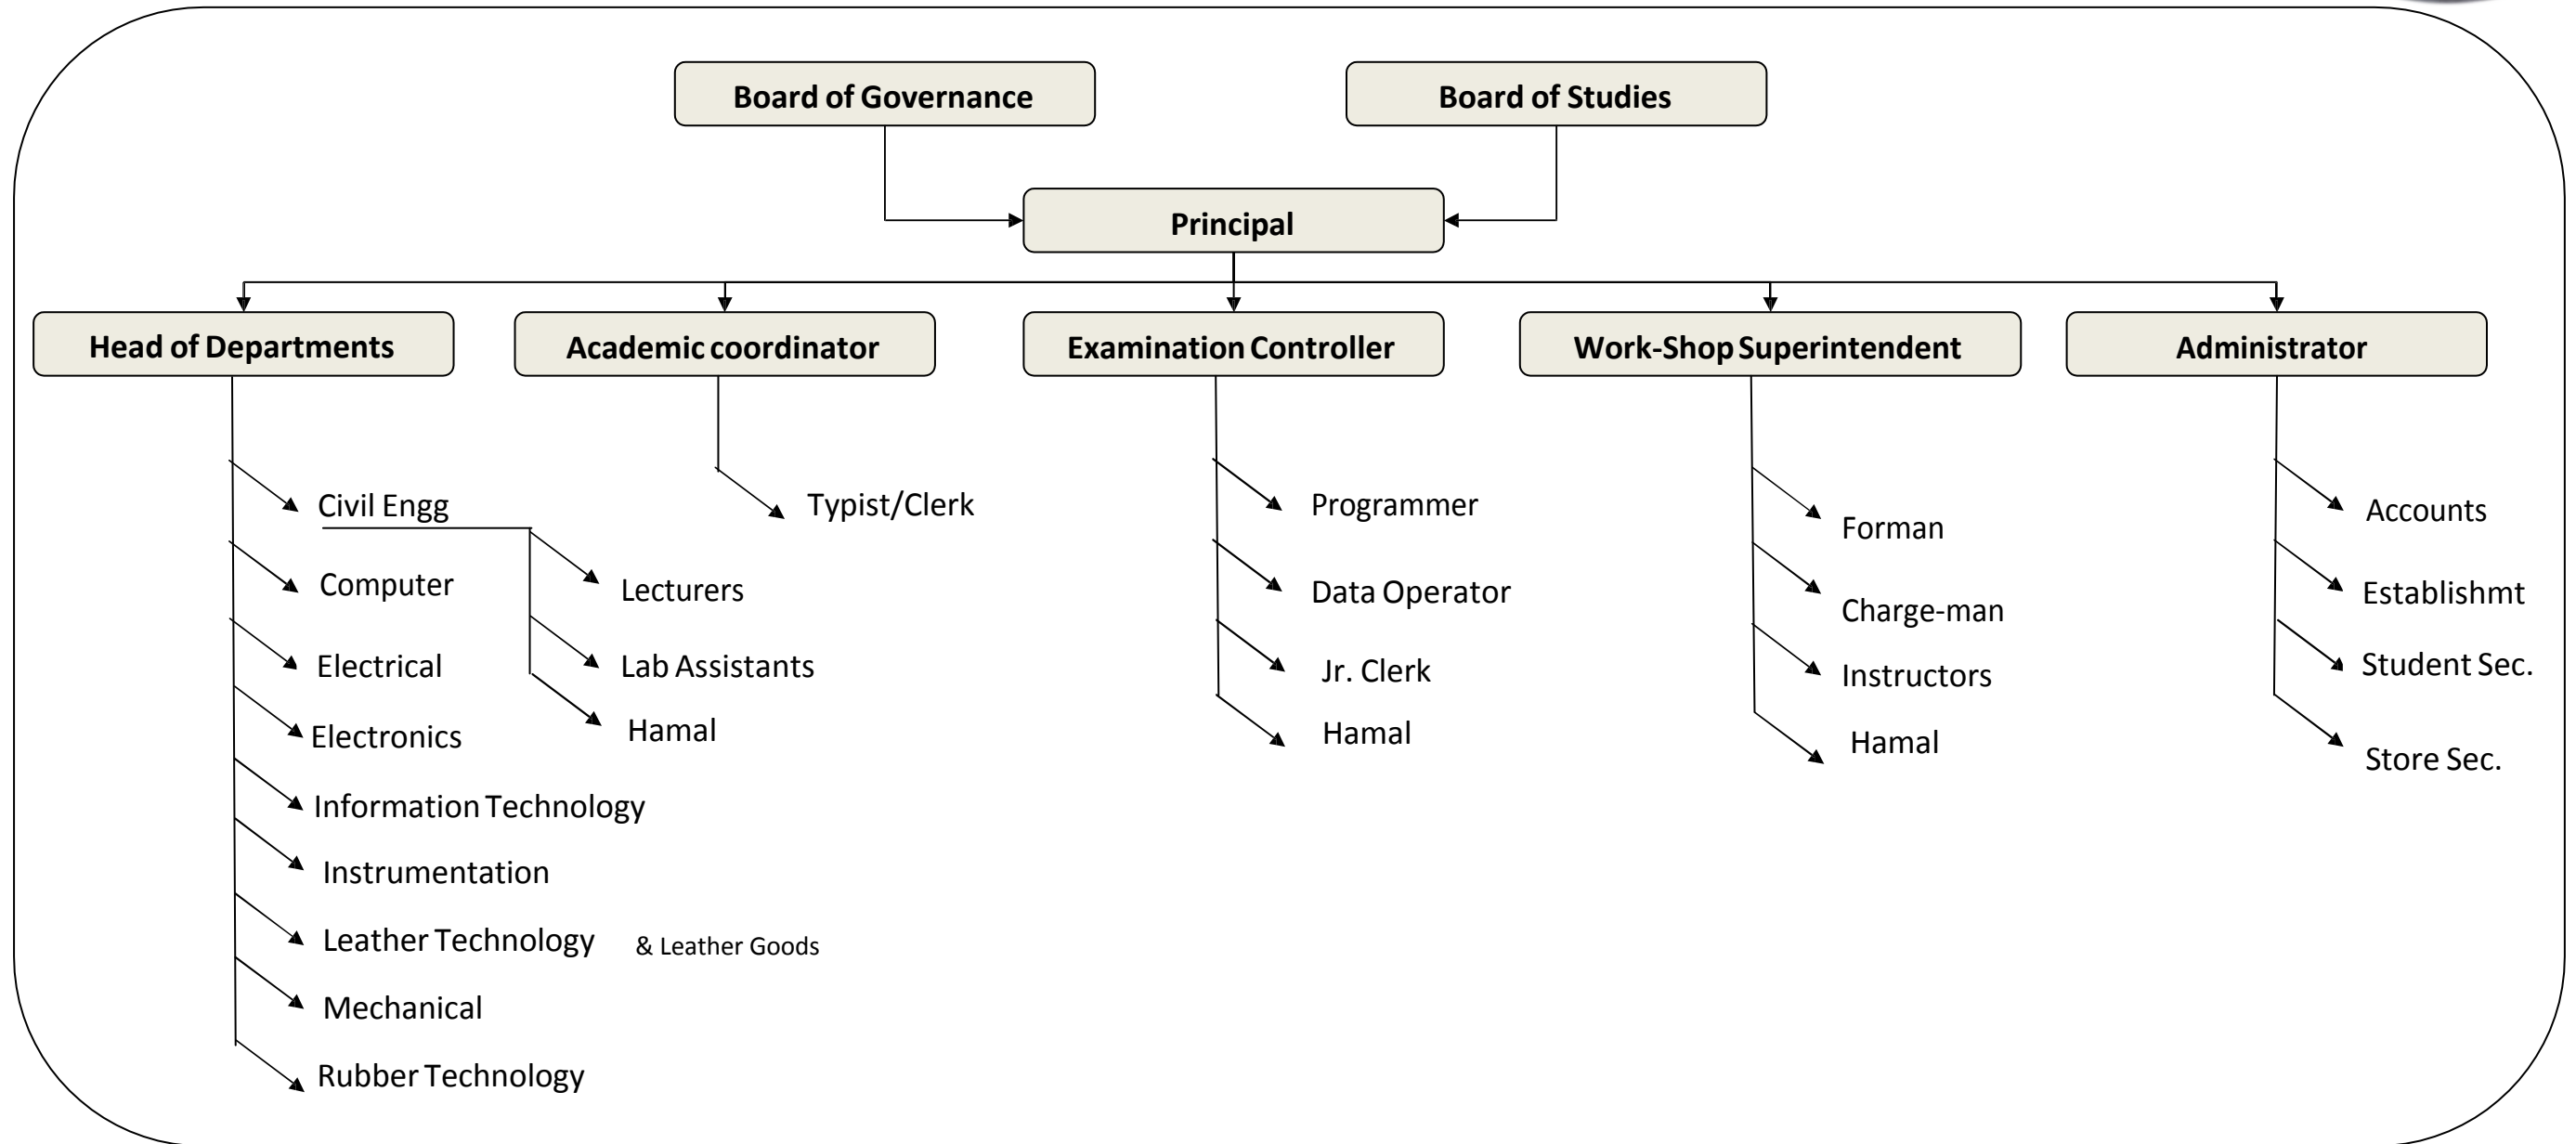 Board of Governance
Board of Studies
Principal
Head of Departments
Academic coordinator
Examination Controller
Work-Shop Superintendent
Administrator
Civil Engg
Computer
Electrical
Electronics
Information Technology
Instrumentation
Leather Technology & Leather Goods
Mechanical
Rubber Technology
Lecturers
Lab Assistants
Hamal
Typist/Clerk
Programmer
Data Operator
Jr. Clerk
Hamal
Forman
Charge-man
Instructors
Hamal
Accounts
Establishmt
Student Sec.
Store Sec.